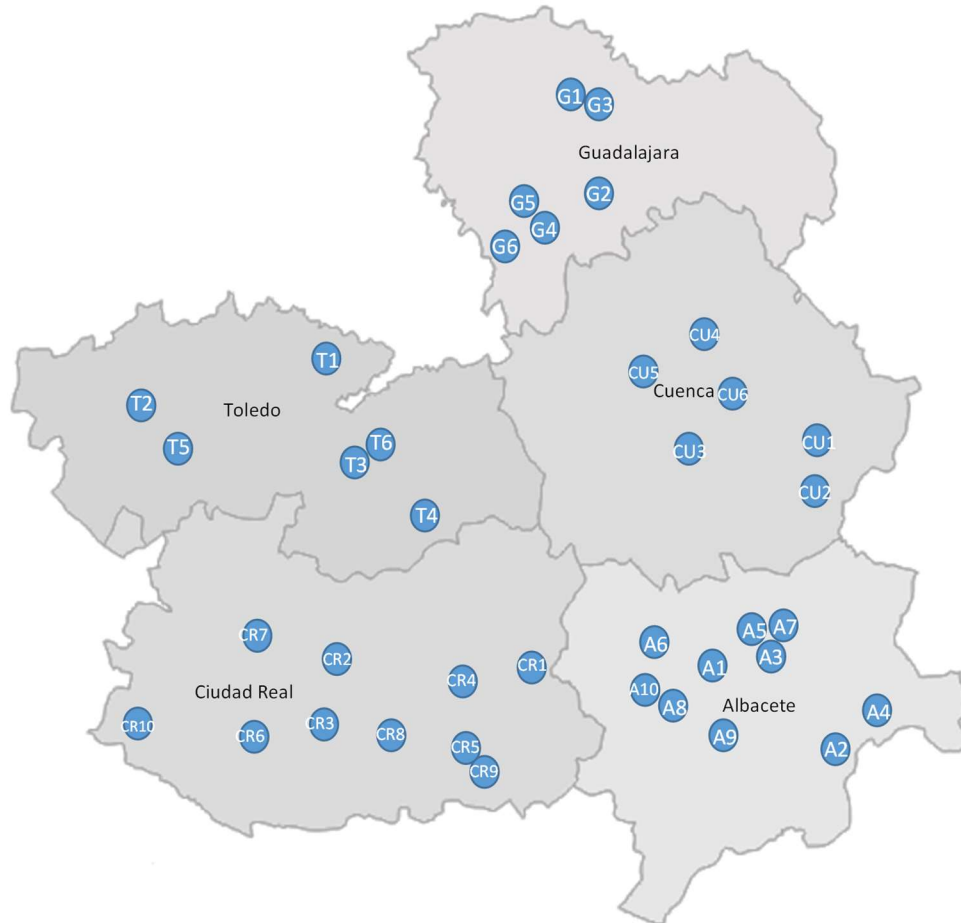 G1
G3
Guadalajara
G2
G5
G4
G6
CU4
T1
CU5
Cuenca
CU6
T2
Toledo
T5
T6
T3
CU3
CU1
CU2
T4
CR7
CR2
CR1
CR4
Ciudad Real
CR10
CR6
CR3
CR8
CR5
CR9
A5
A7
A6
A3
A1
A10
A8
Albacete
A4
A9
A2